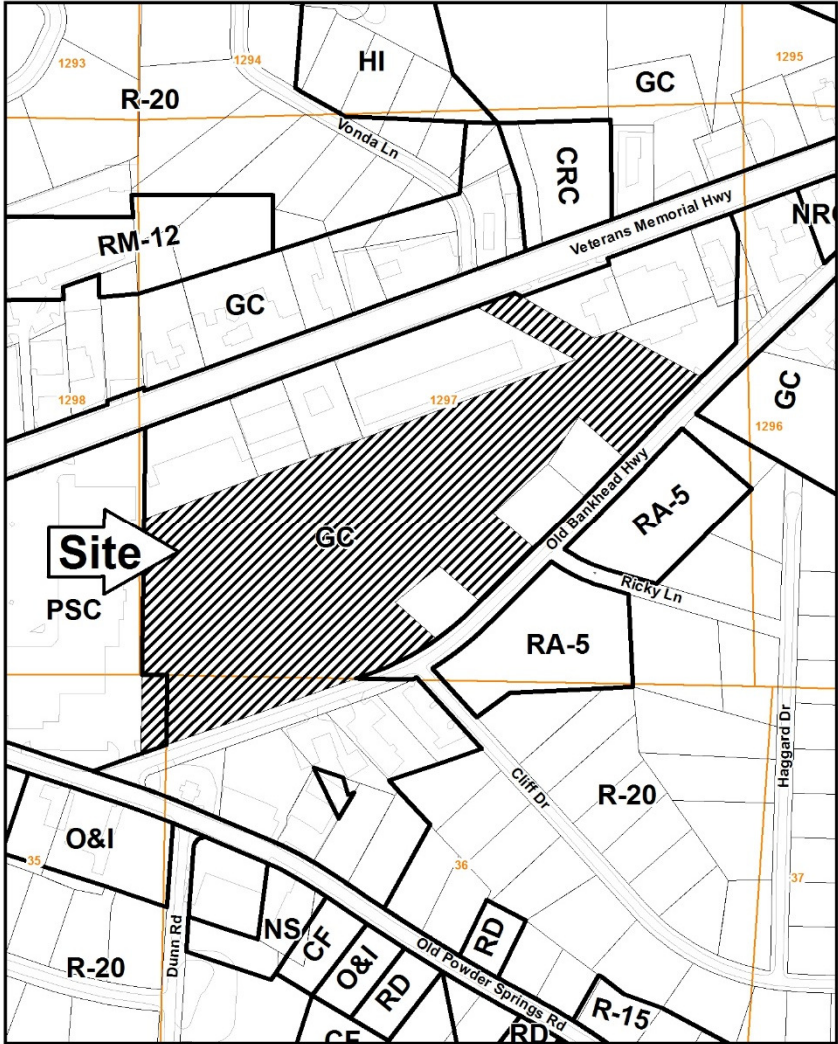 1293
1294
HI
1295
GC
R-20
Vonda Ln
CRC
Veterans Memorial Hwy
RM-12
GC
1298
1297
GC
1296
Old Bankhead Hwy
RA-5
GC
Site
Ricky Ln
PSC
RA-5
Haggard Dr
Cliff Dr
R-20
O&I
35
36
37
NS
CF
O&I
RD
RD
Dunn Rd
Old Powder Springs Rd
R-20
R-15
RD